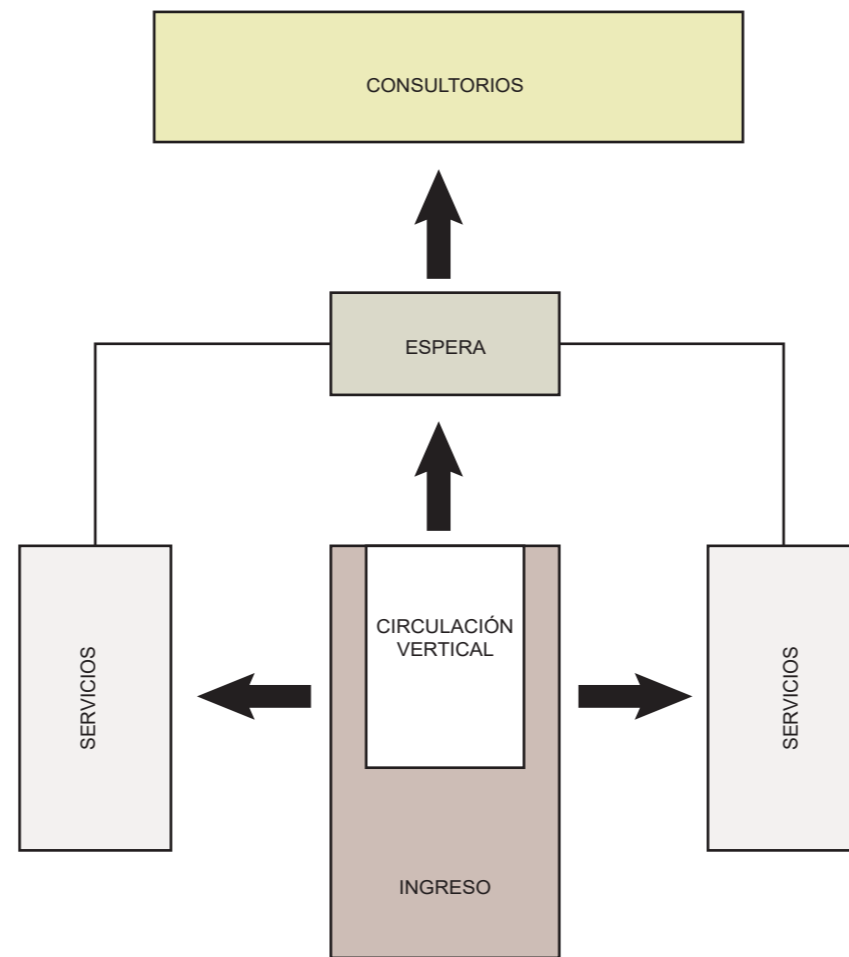 CONSULTORIOS
ESPERA
CIRCULACIÓN
VERTICAL
SERVICIOS
SERVICIOS
INGRESO